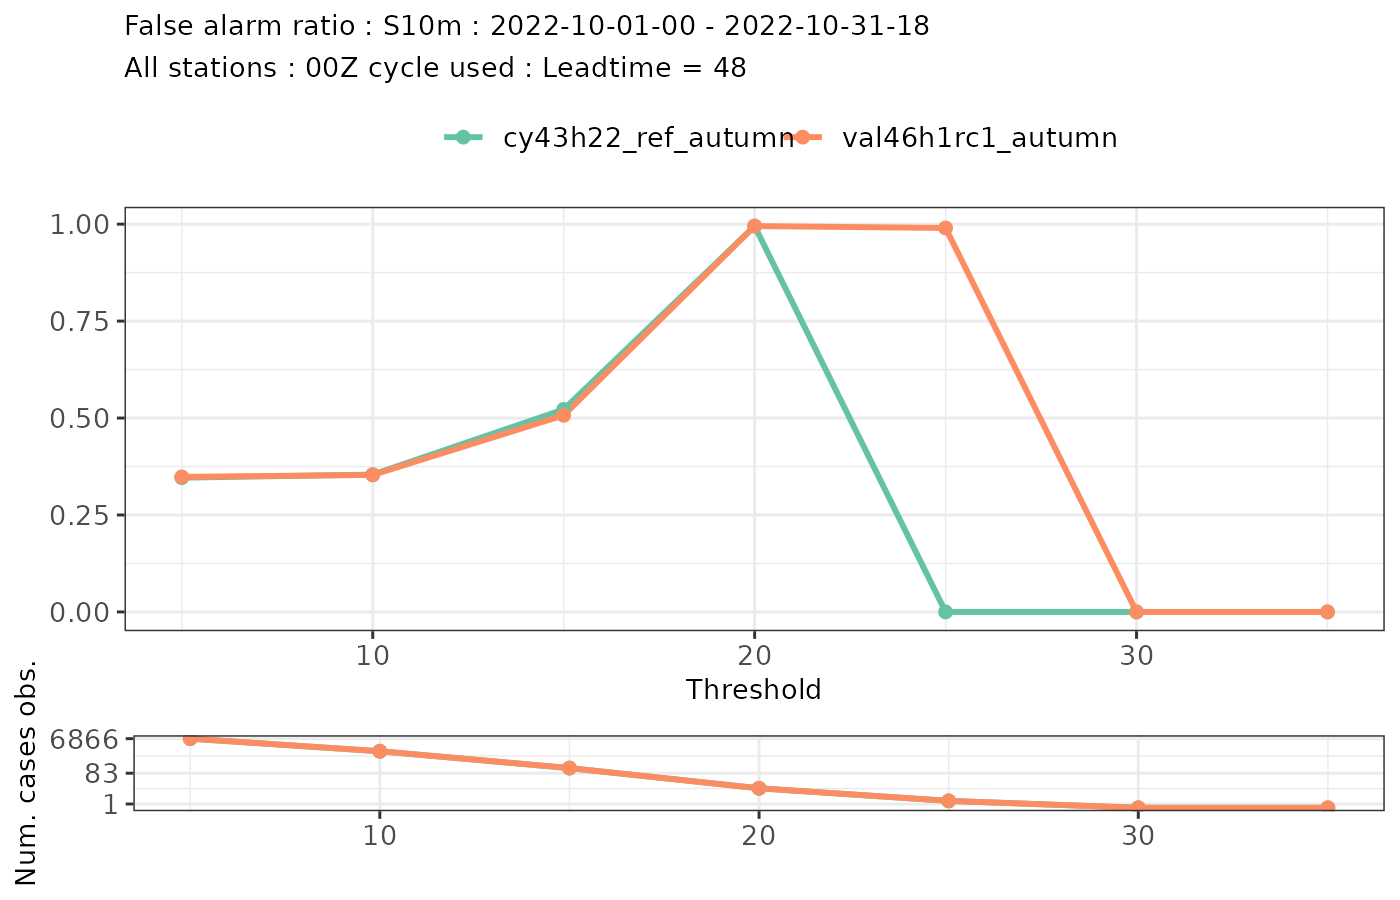 False alarm ratio : S10m : 2022-10-01-00 - 2022-10-31-18
All stations : 00Z cycle used : Leadtime = 48
cy43h22_ref_autumn val46h1rc1_autumn
1.00
0.75
0.50
0.25
0.00
10 20 30
Threshold
Num. cases obs.
6866
83
1
10 20 30